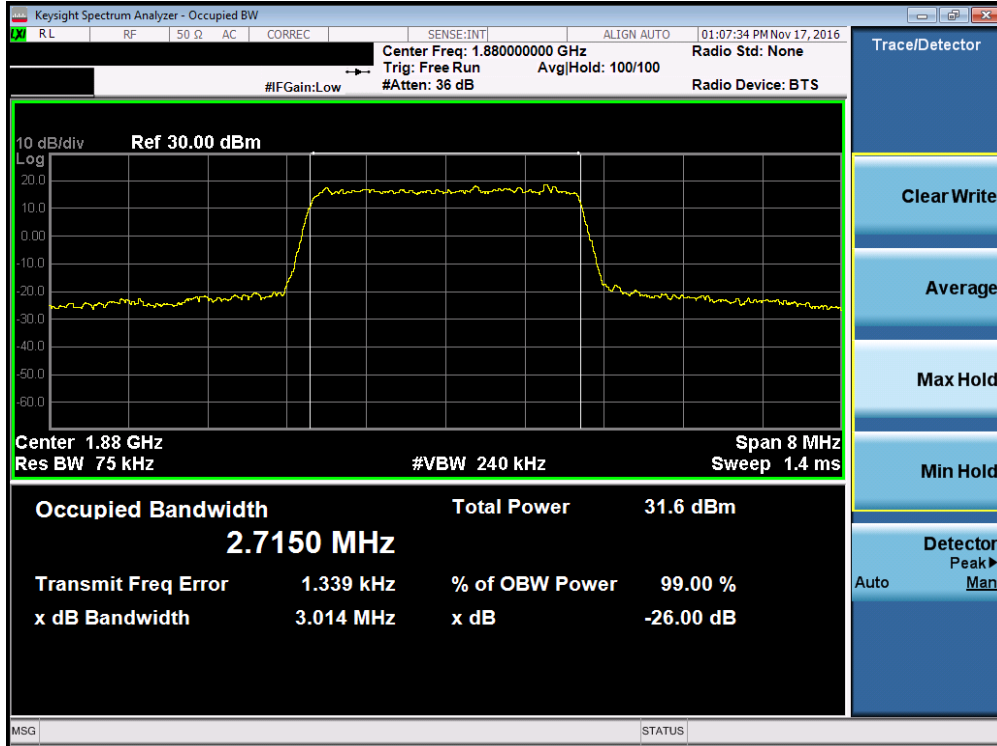 Keysight Spectrum Analyzer - Occupied BW
LXI RL RF 50 Ω AC CORREC SENSE:INT ALIGN AUTO 01:07:34 PM Nov 17, 2016
Center Freq: 1.880000000 GHz Radio Std: None
Trig: Free Run Avg|Hold: 100/100
#IFGain:Low #Atten: 36 dB Radio Device: BTS
10 dB/div Ref 30.00 dBm
Log
20.0
10.0
0.00
-10.0
-20.0
-30.0
-40.0
-50.0
-60.0
Center 1.88 GHz Span 8 MHz
Res BW 75 kHz #VBW 240 kHz Sweep 1.4 ms
Occupied Bandwidth Total Power 31.6 dBm
2.7150 MHz
Transmit Freq Error 1.339 kHz % of OBW Power 99.00 %
x dB Bandwidth 3.014 MHz x dB -26.00 dB
MSG STATUS
Trace/Detector
Clear Write
Average
Max Hold
Min Hold
Detector
Peak▶
Auto Man